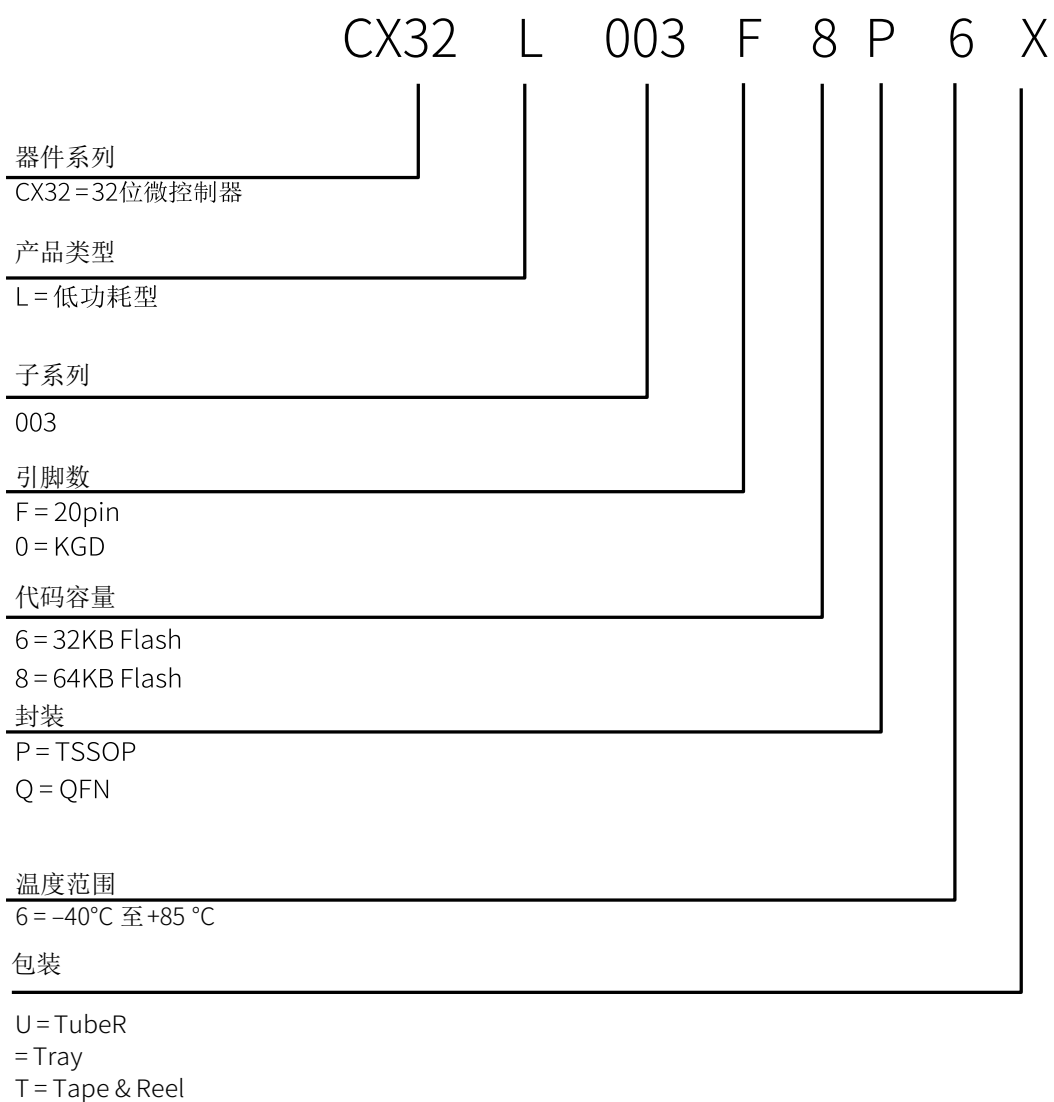 CX32 L 003 F 8 P 6 X
器件系列
CX32 = 32位微控制器
产品类型
L = 低功耗型
子系列
003
引脚数
F = 20pin
0 = KGD
代码容量
6 = 32KB Flash
8 = 64KB Flash
封装
P = TSSOP
Q = QFN
温度范围
6 = –40°C 至+85 °C
包装
U = TubeR
= Tray
T = Tape & Reel